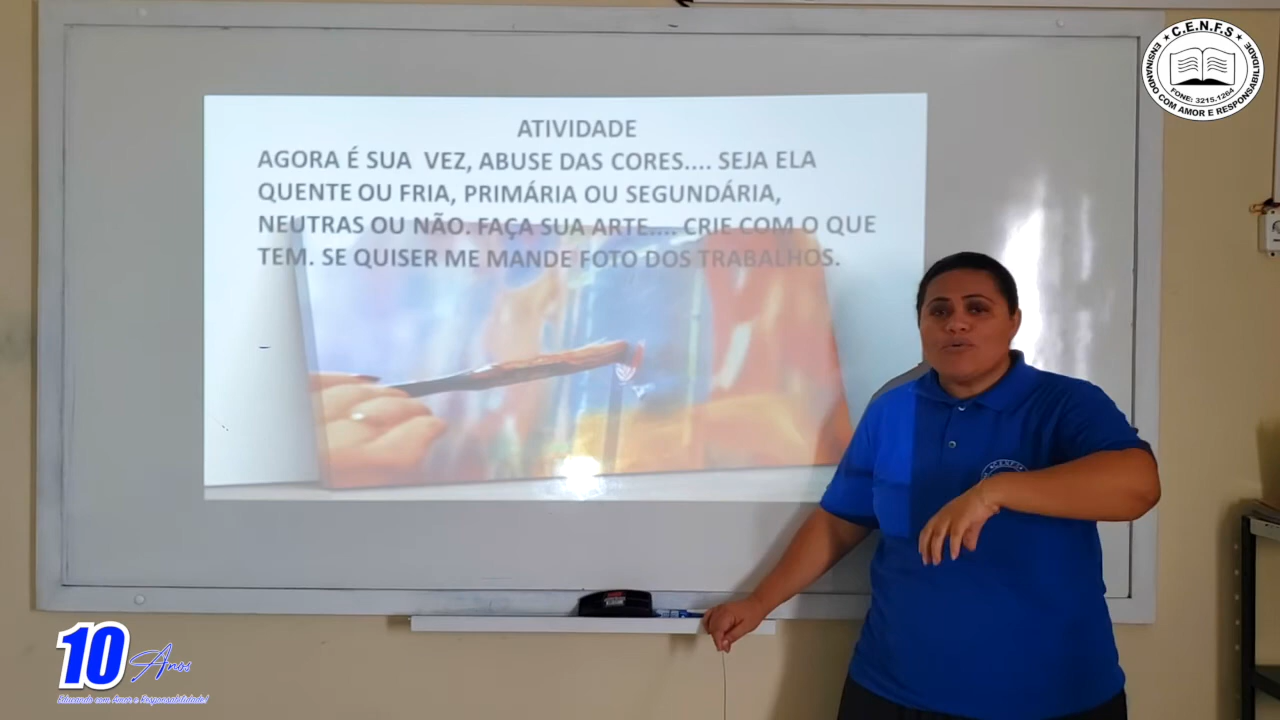 ATIVIDADE
AGORA É SUA VEZ, ABUSE DAS CORES.... SEJA ELA
QUENTE OU FRIA, PRIMÁRIA OU SEGUNDÁRIA,
NEUTRAS OU NÃO. FAÇA SUA ARTE.... CRIE COM O QUE
TEM. SE QUISER ME MANDE FOTO DOS TRABALHOS.
C.E.N.F.S
ENSINANDO COM AMOR E RESPONSABILIDADE
FONE: 3215.1264
C.E.N.F.S
10 Anos
Educando com Amor e Responsabilidade!